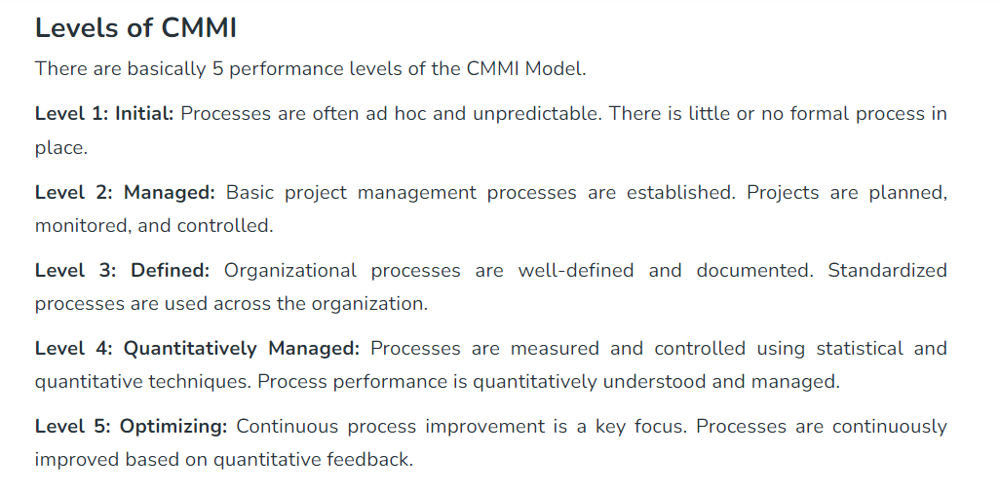 Levels of CMMI
There are basically 5 performance levels of the CMMI Model.
Level 1: Initial: Processes are often ad hoc and unpredictable. There is little or no formal process in
place.
Level 2: Managed: Basic project management processes are established. Projects are planned,
monitored, and controlled.
Level 3: Defined: Organizational processes are well-defined and documented. Standardized
processes are used across the organization.
Level 4: Quantitatively Managed: Processes are measured and controlled using statistical and
quantitative techniques. Process performance is quantitatively understood and managed.
Level 5: Optimizing: Continuous process improvement is a key focus. Processes are continuously
improved based on quantitative feedback.